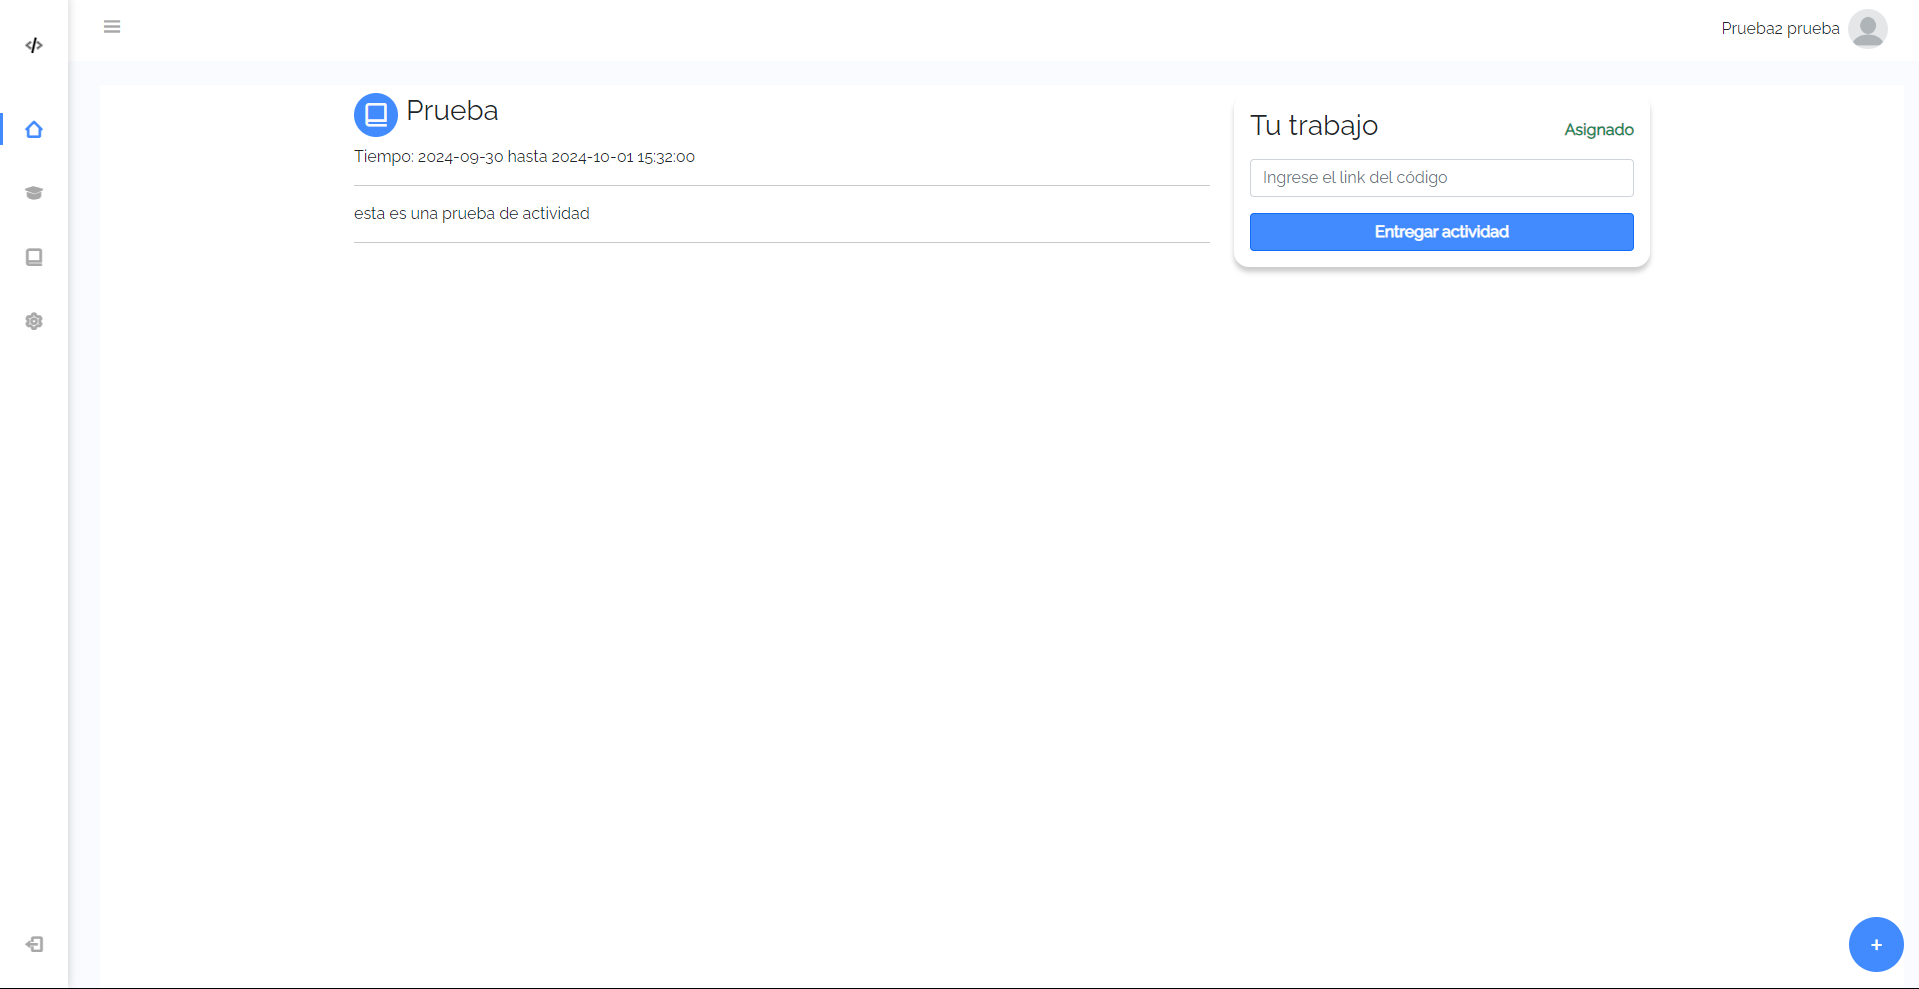 Prueba2 prueba
Prueba
Tiempo: 2024-09-30 hasta 2024-10-01 15:32:00
esta es una prueba de actividad
Tu trabajo
Asignado
Ingrese el link del código
Entregar actividad
+